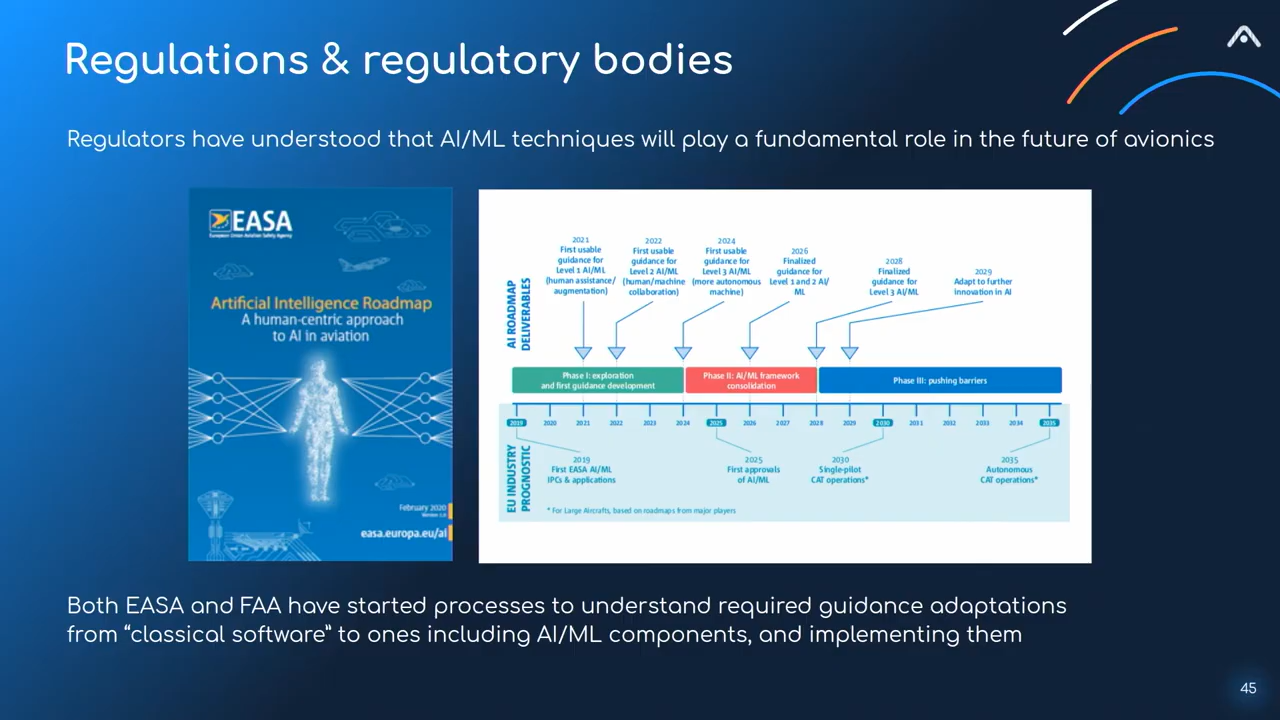 Regulations & regulatory bodies
Regulators have understood that AI/ML techniques will play a fundamental role in the future of avionics
EASA
European Union Aviation Safety Agency
Artificial Intelligence Roadmap
A human-centric approach
to AI in aviation
February 2020
Version 1.0
easa.europa.eu/ai
AI ROADMAP
DELIVERABLES
2021
First usable
guidance for
Level 1 AI/ML
(human assistance/
augmentation)
2022
First usable
guidance for
Level 2 AI/ML
(human/machine
collaboration)
2024
First usable
guidance for
Level 3 AI/ML
(more autonomous
machine)
2026
Finalized
guidance for
Level 1 and 2 AI/
ML
2028
Finalized
guidance for
Level 3 AI/ML
2029
Adapt to further
innovation in AI
Phase I: exploration
and first guidance development
Phase II: AI/ML framework
consolidation
Phase III: pushing barriers
2019 2020 2021 2022 2023 2024 2025 2026 2027 2028 2029 2030 2031 2032 2033 2034 2035
EU INDUSTRY
PROGNOSTIC
2019
First EASA AI/ML
IPCs & applications
2025
First approvals
of AI/ML
2030
Single-pilot
CAT operations*
2035
Autonomous
CAT operations*
* For Large Aircrafts, based on roadmaps from major players
Both EASA and FAA have started processes to understand required guidance adaptations
from “classical software” to ones including AI/ML components, and implementing them
45